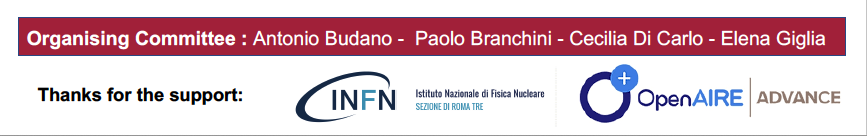 Organising Committee : Antonio Budano - Paolo Branchini - Cecilia Di Carlo - Elena Giglia
Thanks for the support:
INFN
Istituto Nazionale di Fisica Nucleare
SEZIONE DI ROMA TRE
OpenAIRE | ADVANCE